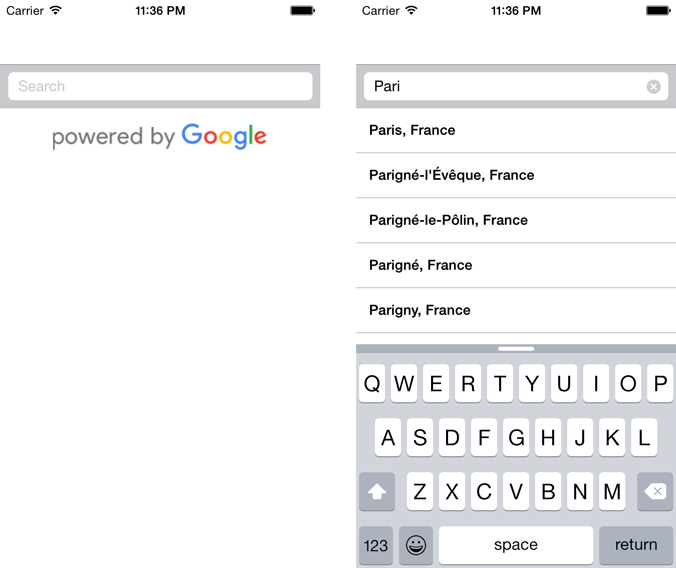 Carrier 11:36 PM
Search
powered by Google
Carrier 11:36 PM
Pari
Paris, France
Parigné-l'Évêque, France
Parigné-le-Pôlin, France
Parigné, France
Parigny, France
Q W E R T Y U I O P
A S D F G H J K L
Z X C V B N M
123 space return